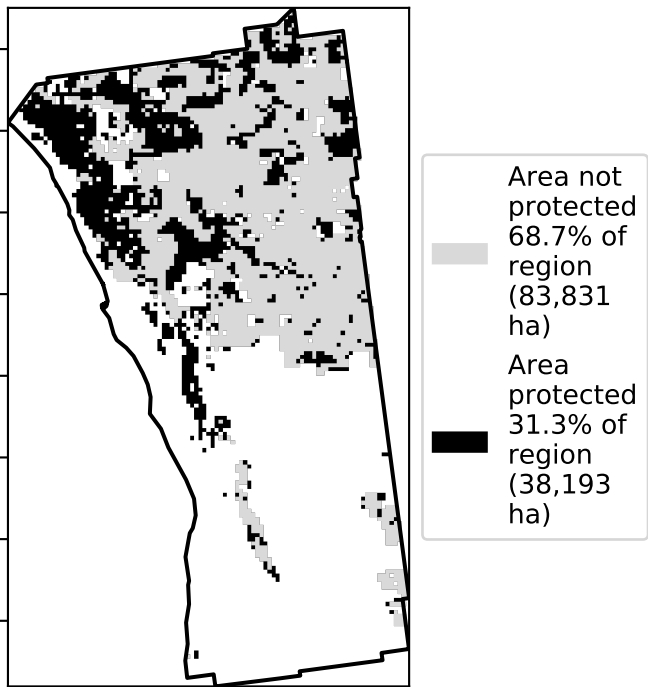 Area not
protected
68.7% of
region
(83,831
ha)
Area
protected
31.3% of
region
(38,193
ha)